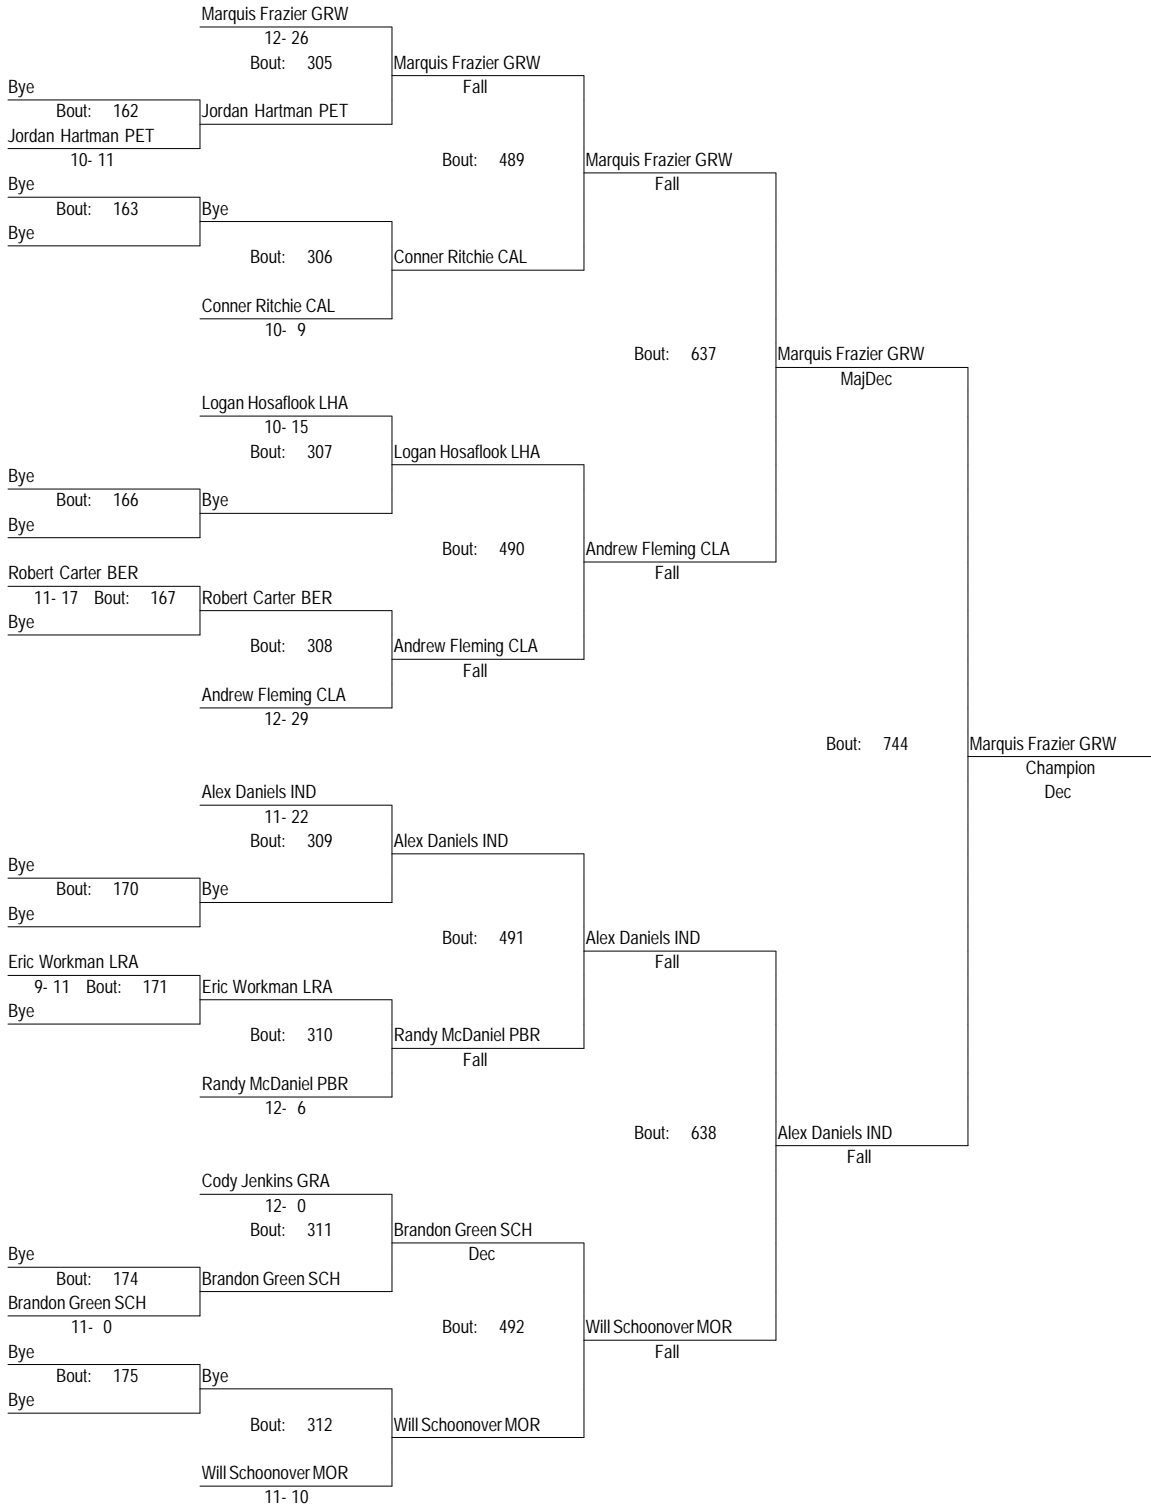 Marquis Frazier GRW
12- 26
Bout: 305 Marquis Frazier GRW
Bye Fall
Bout: 162 Jordan Hartman PET
Jordan Hartman PET
10- 11 Bout: 489 Marquis Frazier GRW
Bye Fall
Bout: 163 Bye
Bye
Bout: 306 Conner Ritchie CAL
Conner Ritchie CAL
10- 9
Bout: 637 Marquis Frazier GRW
MajDec
Logan Hosaflook LHA
10- 15
Bout: 307 Logan Hosaflook LHA
Bye
Bout: 166 Bye
Bye
Bout: 490 Andrew Fleming CLA
Robert Carter BER Fall
11- 17 Bout: 167 Robert Carter BER
Bye
Bout: 308 Andrew Fleming CLA
Fall
Andrew Fleming CLA
12- 29
Bout: 744 Marquis Frazier GRW
Champion
Alex Daniels IND Dec
11- 22
Bout: 309 Alex Daniels IND
Bye
Bout: 170 Bye
Bye
Bout: 491 Alex Daniels IND
Eric Workman LRA Fall
9- 11 Bout: 171 Eric Workman LRA
Bye
Bout: 310 Randy McDaniel PBR
Fall
Randy McDaniel PBR
12- 6
Bout: 638 Alex Daniels IND
Fall
Cody Jenkins GRA
12- 0
Bout: 311 Brandon Green SCH
Bye Dec
Bout: 174 Brandon Green SCH
Brandon Green SCH
11- 0 Bout: 492 Will Schoonover MOR
Bye Fall
Bout: 175 Bye
Bye
Bout: 312 Will Schoonover MOR
Will Schoonover MOR
11- 10